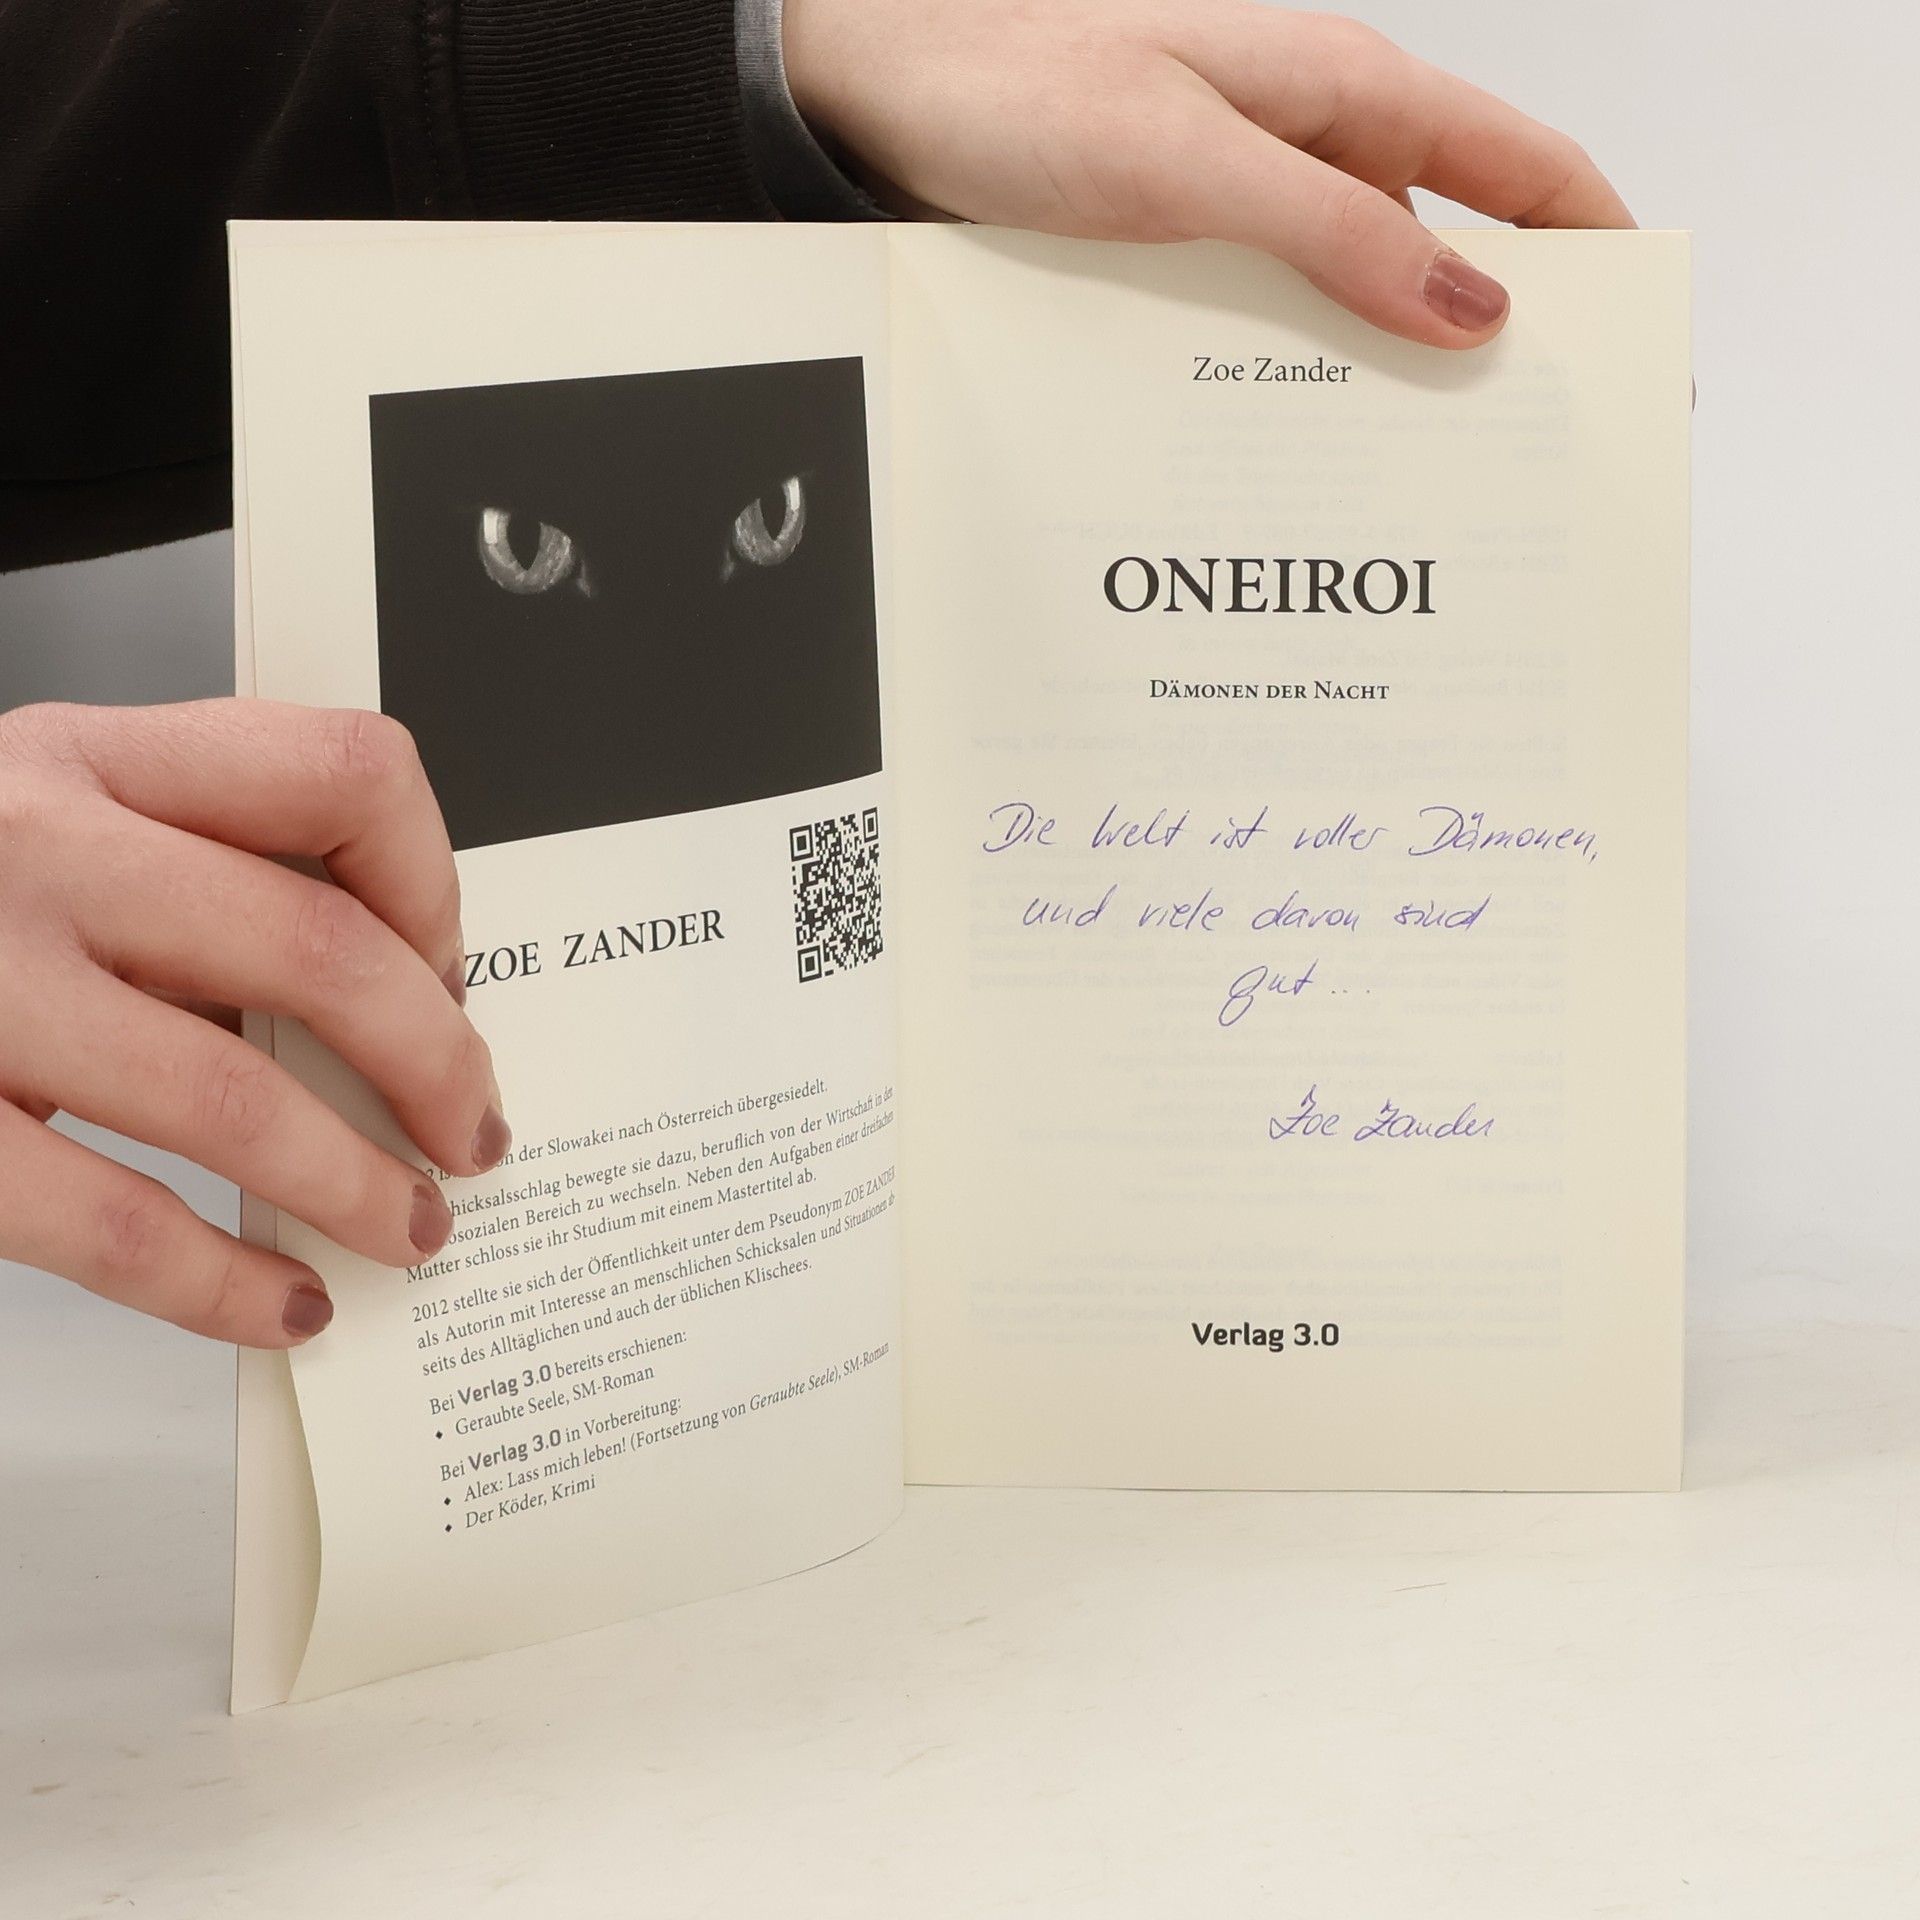 ZOE ZANDER
der Slowakei nach Österreich übergesiedelt.
hicksalsschlag bewegte sie dazu, beruflich von der Wirtschaft in den
osozialen Bereich zu wechseln. Neben den Aufgaben einer dreifachen
Mutter schloss sie ihr Studium mit einem Mastertitel ab.
2012 stellte sie sich der Öffentlichkeit unter dem Pseudonym ZOE ZANDER
als Autorin mit Interesse an menschlichen Schicksalen und Situationen ab-
seits des Alltäglichen und auch der üblichen Klischees.
Bei Verlag 3.0 bereits erschienen:
◆ Geraubte Seele, SM-Roman
Bei Verlag 3.0 in Vorbereitung:
◆ Alex: Lass mich leben! (Fortsetzung von Geraubte Seele), SM-Roman
◆ Der Köder, Krimi
Zoe Zander
ONEIROI
Dämonen der Nacht
Die Welt ist voller Dämonen,
und viele davon sind
gut ...
Zoe Zander
Verlag 3.0